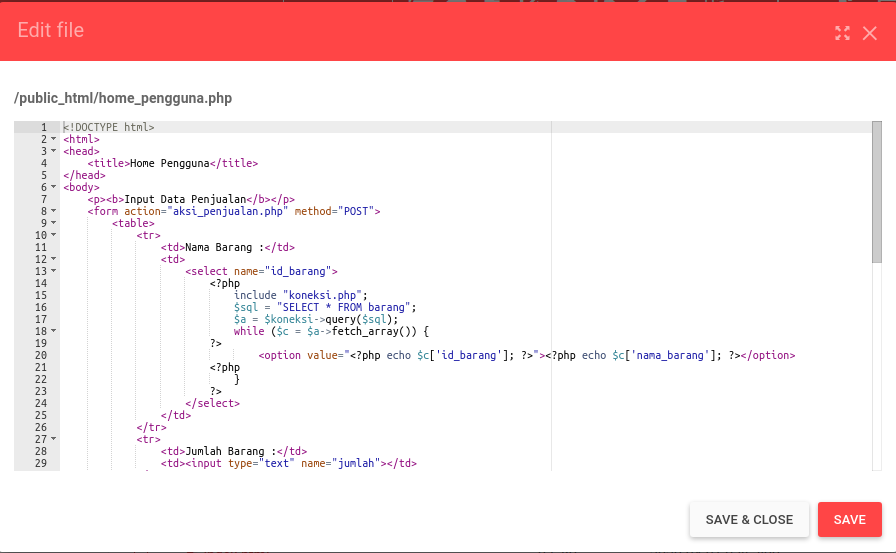 Edit file
/public_html/home_pengguna.php
1 <!DOCTYPE html>
2 <html>
3 <head>
4 <title>Home Pengguna</title>
5 </head>
6 <body>
7 <p><b>Input Data Penjualan</b></p>
8 <form action="aksi_penjualan.php" method="POST">
9 <table>
10 <tr>
11 <td>Nama Barang :</td>
12 <td>
13 <select name="id_barang">
14 <?php
15 include "koneksi.php";
16 $sql = "SELECT * FROM barang";
17 $a = $koneksi->query($sql);
18 while ($c = $a->fetch_array()) {
19 ?>
20 <option value="<?php echo $c['id_barang']; ?>"><?php echo $c['nama_barang']; ?></option>
21 <?php
22 }
23 ?>
24 </select>
25 </td>
26 </tr>
27 <tr>
28 <td>Jumlah Barang :</td>
29 <td><input type="text" name="jumlah"></td>
SAVE & CLOSE
SAVE